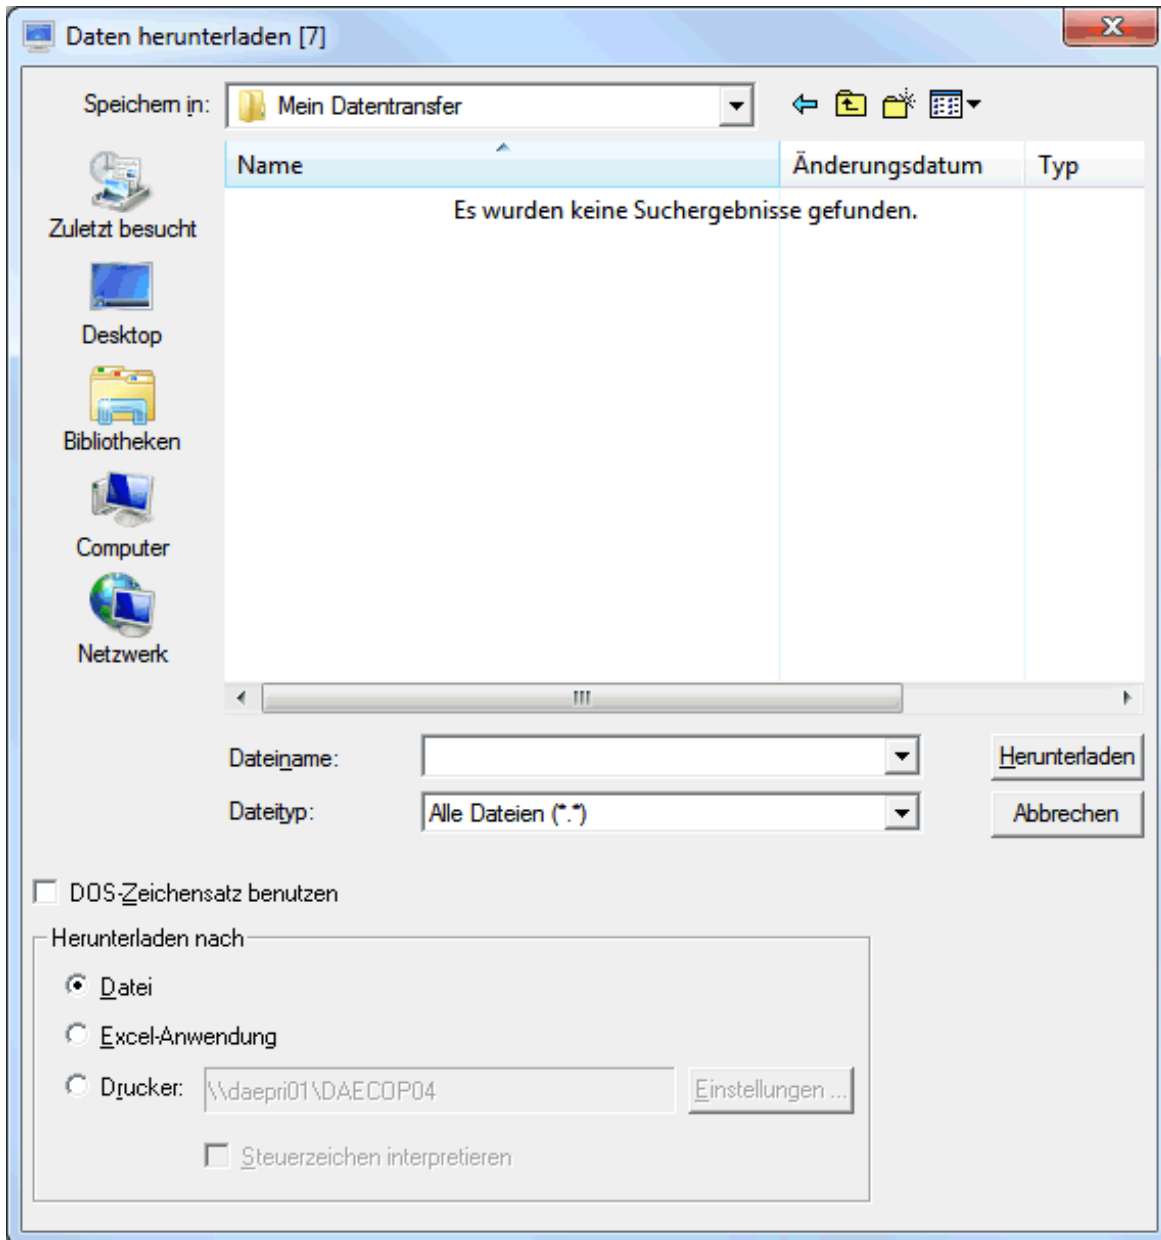 Daten herunterladen [7]
Speichern in: Mein Datentransfer
Name Änderungsdatum Typ
Es wurden keine Suchergebnisse gefunden.
Zuletzt besucht
Desktop
Bibliotheken
Computer
Netzwerk
Dateiname: Herunterladen
Dateityp: Alle Dateien (*.*) Abbrechen
DOS-Zeichensatz benutzen
Herunterladen nach
Datei
Excel-Anwendung
Drucker: \\daepri01\DAECOP04 Einstellungen ...
Steuerzeichen interpretieren